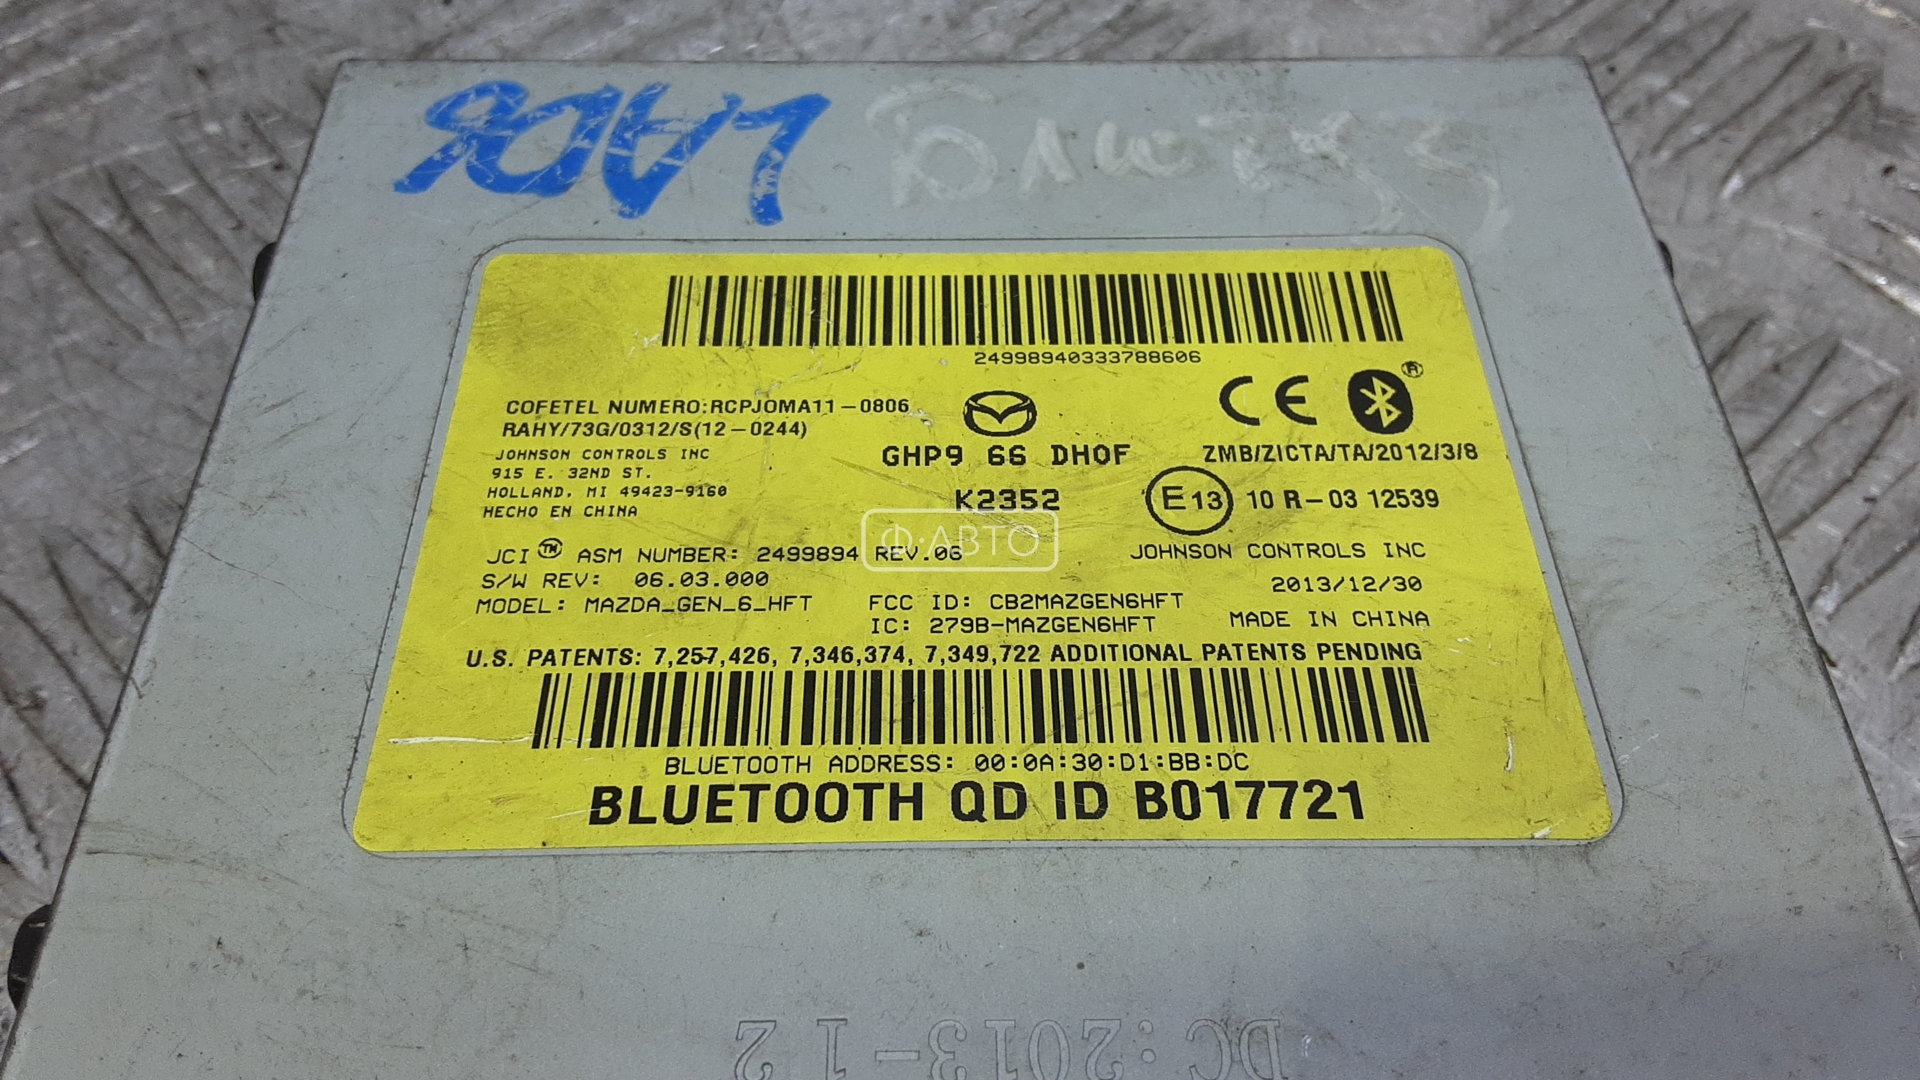 24998940333788606
COFETEL NUMERO:RCPJOMA11-0806
RAHY/73G/0312/S(12-0244)
JOHNSON CONTROLS INC
915 E. 32ND ST.
HOLLAND, MI 49423-9160
HECHO EN CHINA
GHP9 66 DH0F
K2352
CE
ZMB/ZICTA/TA/2012/3/8
E13 10 R-03 12539
JCI™ ASM NUMBER: 2499894 REV.06
JOHNSON CONTROLS INC
S/W REV: 06.03.000
2013/12/30
MODEL: MAZDA_GEN_6_HFT
FCC ID: CB2MAZGEN6HFT
IC: 279B-MAZGEN6HFT
MADE IN CHINA
U.S. PATENTS: 7,257,426, 7,346,374, 7,349,722 ADDITIONAL PATENTS PENDING
BLUETOOTH ADDRESS: 00:0A:30:D1:BB:DC
BLUETOOTH QD ID B017721
Ф·АВТО
DC:2013-12